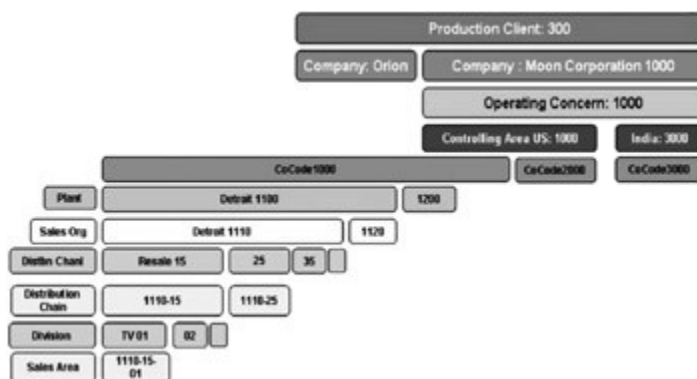 Production Client: 300
Company: Orion
Company : Moon Corporation 1000
Operating Concern: 1000
Controlling Area US: 1000
India: 3000
CoCode1000
CoCode2000
CoCode3000
Plant
Detroit 1100
1200
Sales Org
Detroit 1110
1120
Distbn Chanl
Resale 15
25
35
Distribution
Chain
1110-15
1110-25
Division
TV 01
02
Sales Area
1110-15-
01